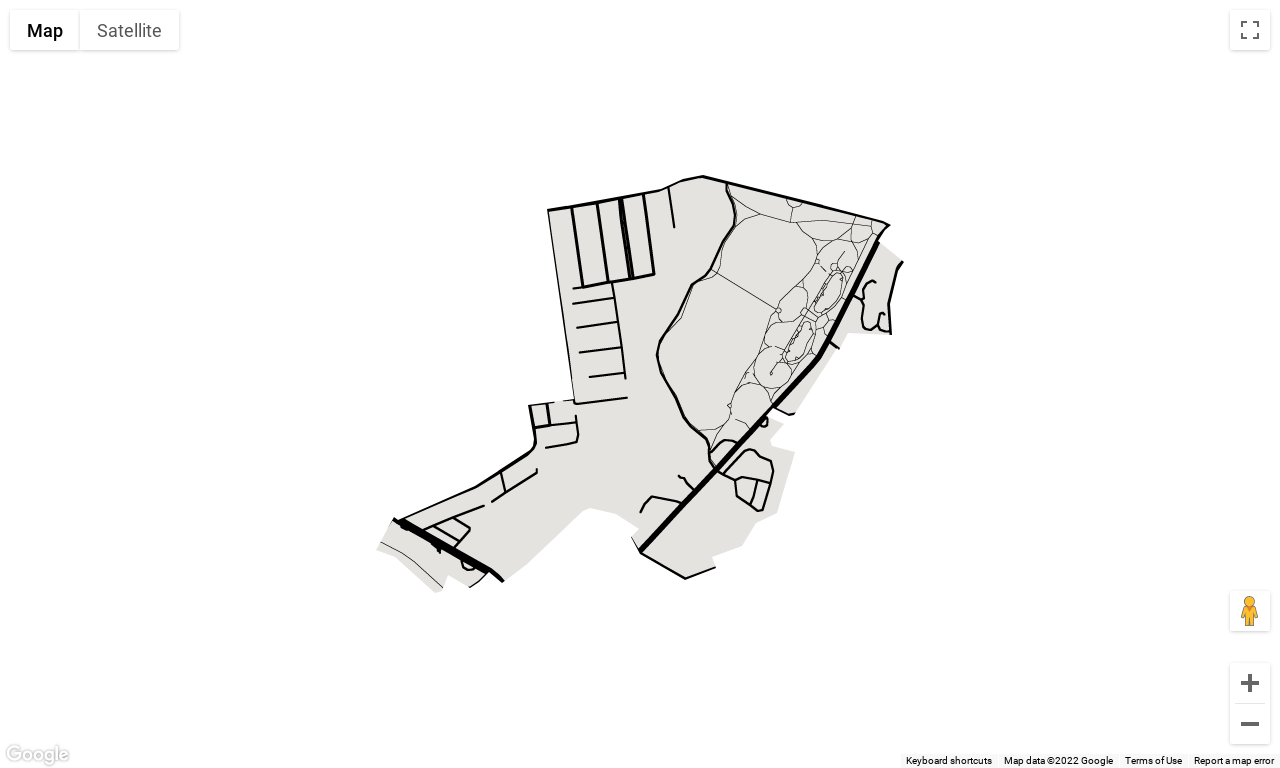 Map
Satellite
Google
Keyboard shortcuts
Map data ©2022 Google
Terms of Use
Report a map error